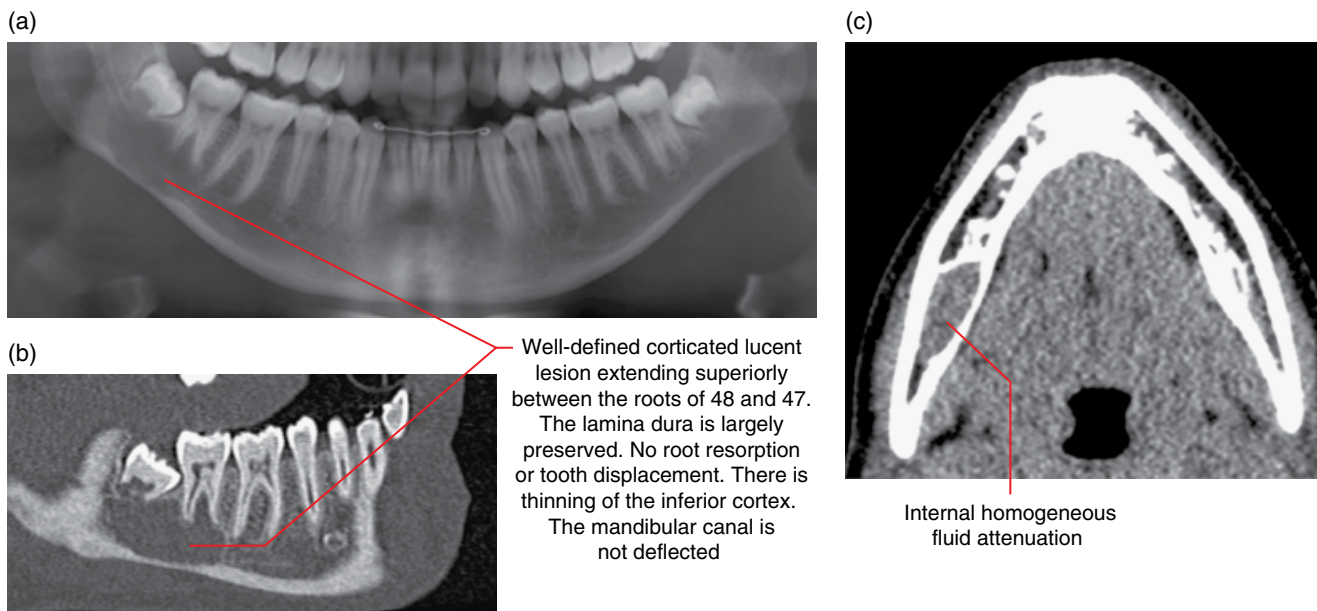 (a)
(b)
Well-defined corticated lucent
lesion extending superiorly
between the roots of 48 and 47.
The lamina dura is largely
preserved. No root resorption
or tooth displacement. There is
thinning of the inferior cortex.
The mandibular canal is
not deflected
(c)
Internal homogeneous
fluid attenuation